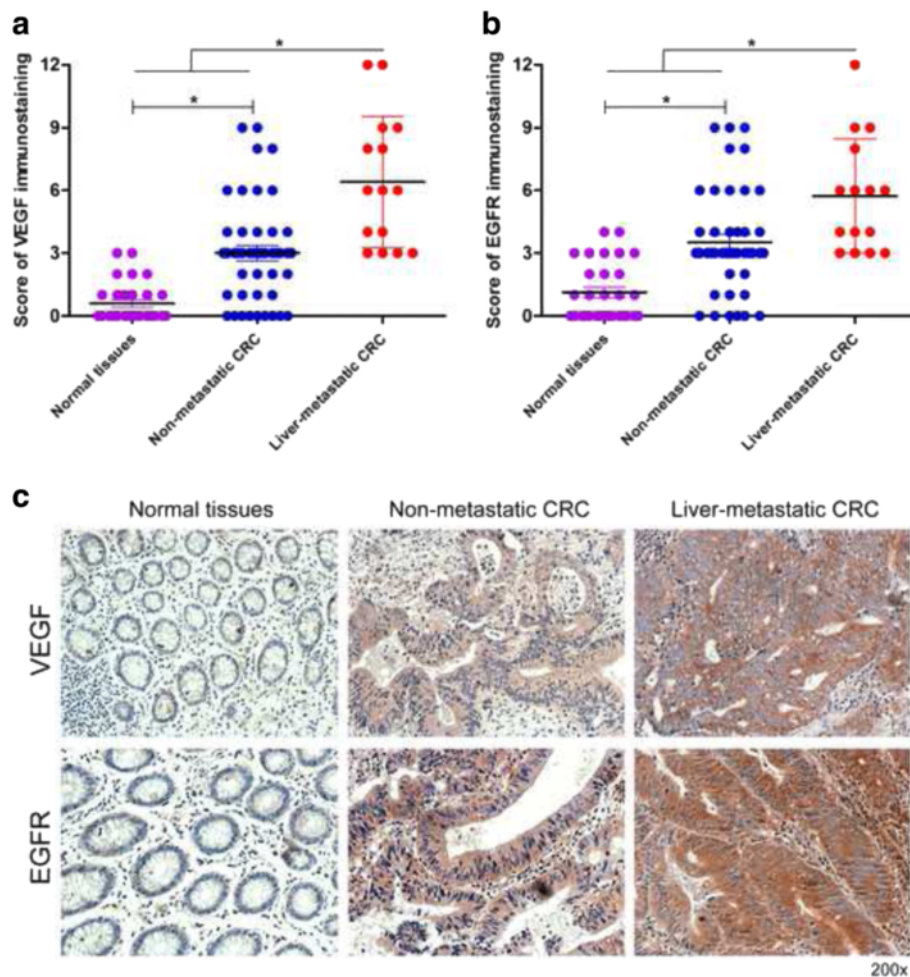 a
*
*
Score of VEGF immunostaining
12
9
6
3
0
Normal tissues
Non-metastatic CRC
Liver-metastatic CRC
b
*
*
Score of EGFR immunostaining
12
9
6
3
0
Normal tissues
Non-metastatic CRC
Liver-metastatic CRC
c
Normal tissues
Non-metastatic CRC
Liver-metastatic CRC
VEGF
EGFR
200x